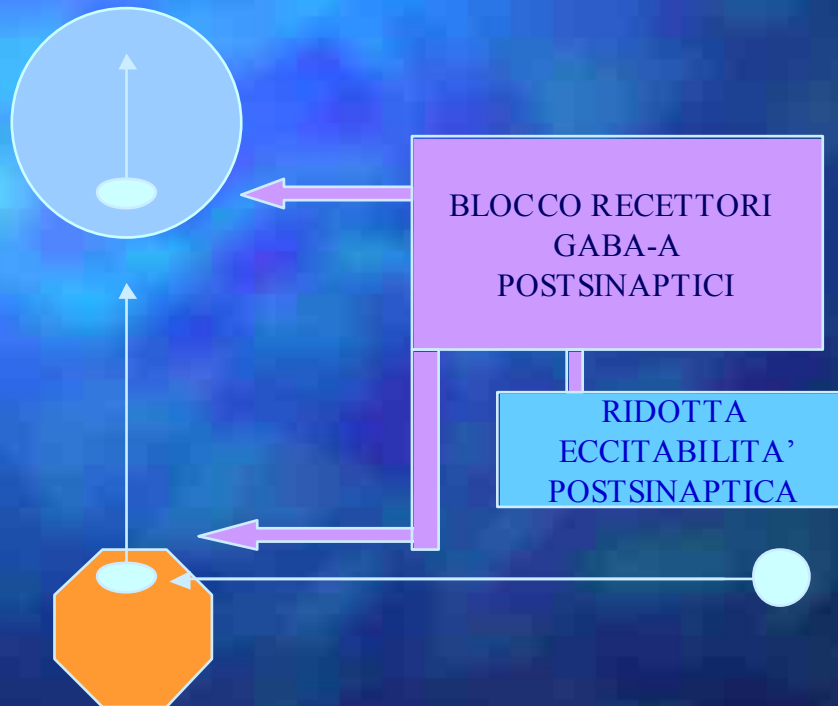 BLOCCO RECETTORI
GABA-A
POSTSINAPTICI
RIDOTTA
ECCITABILITA’
POSTSINAPTICA